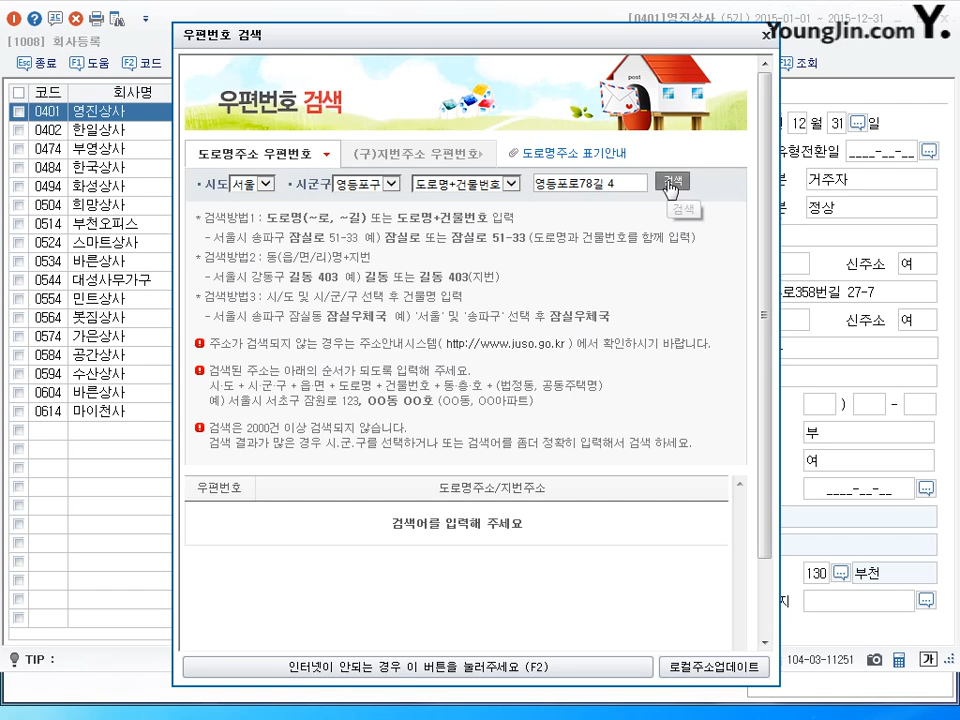 [0401]영진상사 (5기) 2015-01-01 ~ 2015-12-31
YoungJin.com Y.
[1008] 회사등록
Esc 종료 F1 도움 F2 코드
F12 조회
코드 회사명
0401 영진상사
0402 한일상사
0474 부영상사
0484 한국상사
0494 화성상사
0504 희망상사
0514 부천오피스
0524 스마트상사
0534 바른상사
0544 대성사무가구
0554 민트상사
0564 봇짐상사
0574 가은상사
0584 공간상사
0594 수산상사
0604 바른상사
0614 마이천사
TIP :
우편번호 검색 x
우편번호 검색
post
도로명주소 우편번호 (구)지번주소 우편번호 도로명주소 표기안내
시도 서울 시군구 영등포구 도로명+건물번호 영등포로78길 4 검색
검색
* 검색방법1 : 도로명(~로, ~길) 또는 도로명+건물번호 입력
- 서울시 송파구 잠실로 51-33 예) 잠실로 또는 잠실로 51-33 (도로명과 건물번호를 함께 입력)
* 검색방법2 : 동(읍/면/리)명+지번
- 서울시 강동구 길동 403 예) 길동 또는 길동 403(지번)
* 검색방법3 : 시/도 및 시/군/구 선택 후 건물명 입력
- 서울시 송파구 잠실동 잠실우체국 예) '서울' 및 '송파구' 선택 후 잠실우체국
주소가 검색되지 않는 경우는 주소안내시스템( http://www.juso.go.kr ) 에서 확인하시기 바랍니다.
검색된 주소는 아래의 순서가 되도록 입력해 주세요.
시·도 + 시·군·구 + 읍·면 + 도로명 + 건물번호 + 동·층·호 + (법정동, 공동주택명)
예) 서울시 서초구 잠원로 123, OO동 OO호 (OO동, OO아파트)
검색은 2000건 이상 검색되지 않습니다.
검색 결과가 많은 경우 시.군.구를 선택하거나 또는 검색어를 좀더 정확히 입력해서 검색 하세요.
우편번호 도로명주소/지번주소
검색어를 입력해 주세요
인터넷이 안되는 경우 이 버튼을 눌러주세요 (F2) 로컬주소업데이트
12 월 31 일
유형전환일 ____-__-__
거주자
정상
신주소 여
로358번길 27-7
신주소 여
) -
부
여
____-__-__
130 부천
104-03-11251 가